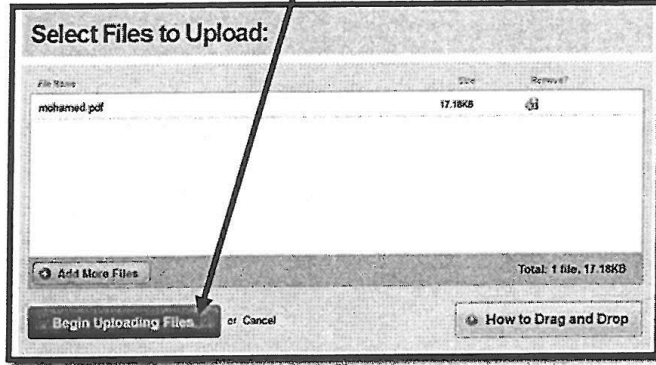 Select Files to Upload:
File Name Size Remove?
mohamed.pdf 17.18KB
Add More Files Total: 1 file, 17.18KB
Begin Uploading Files or Cancel How to Drag and Drop